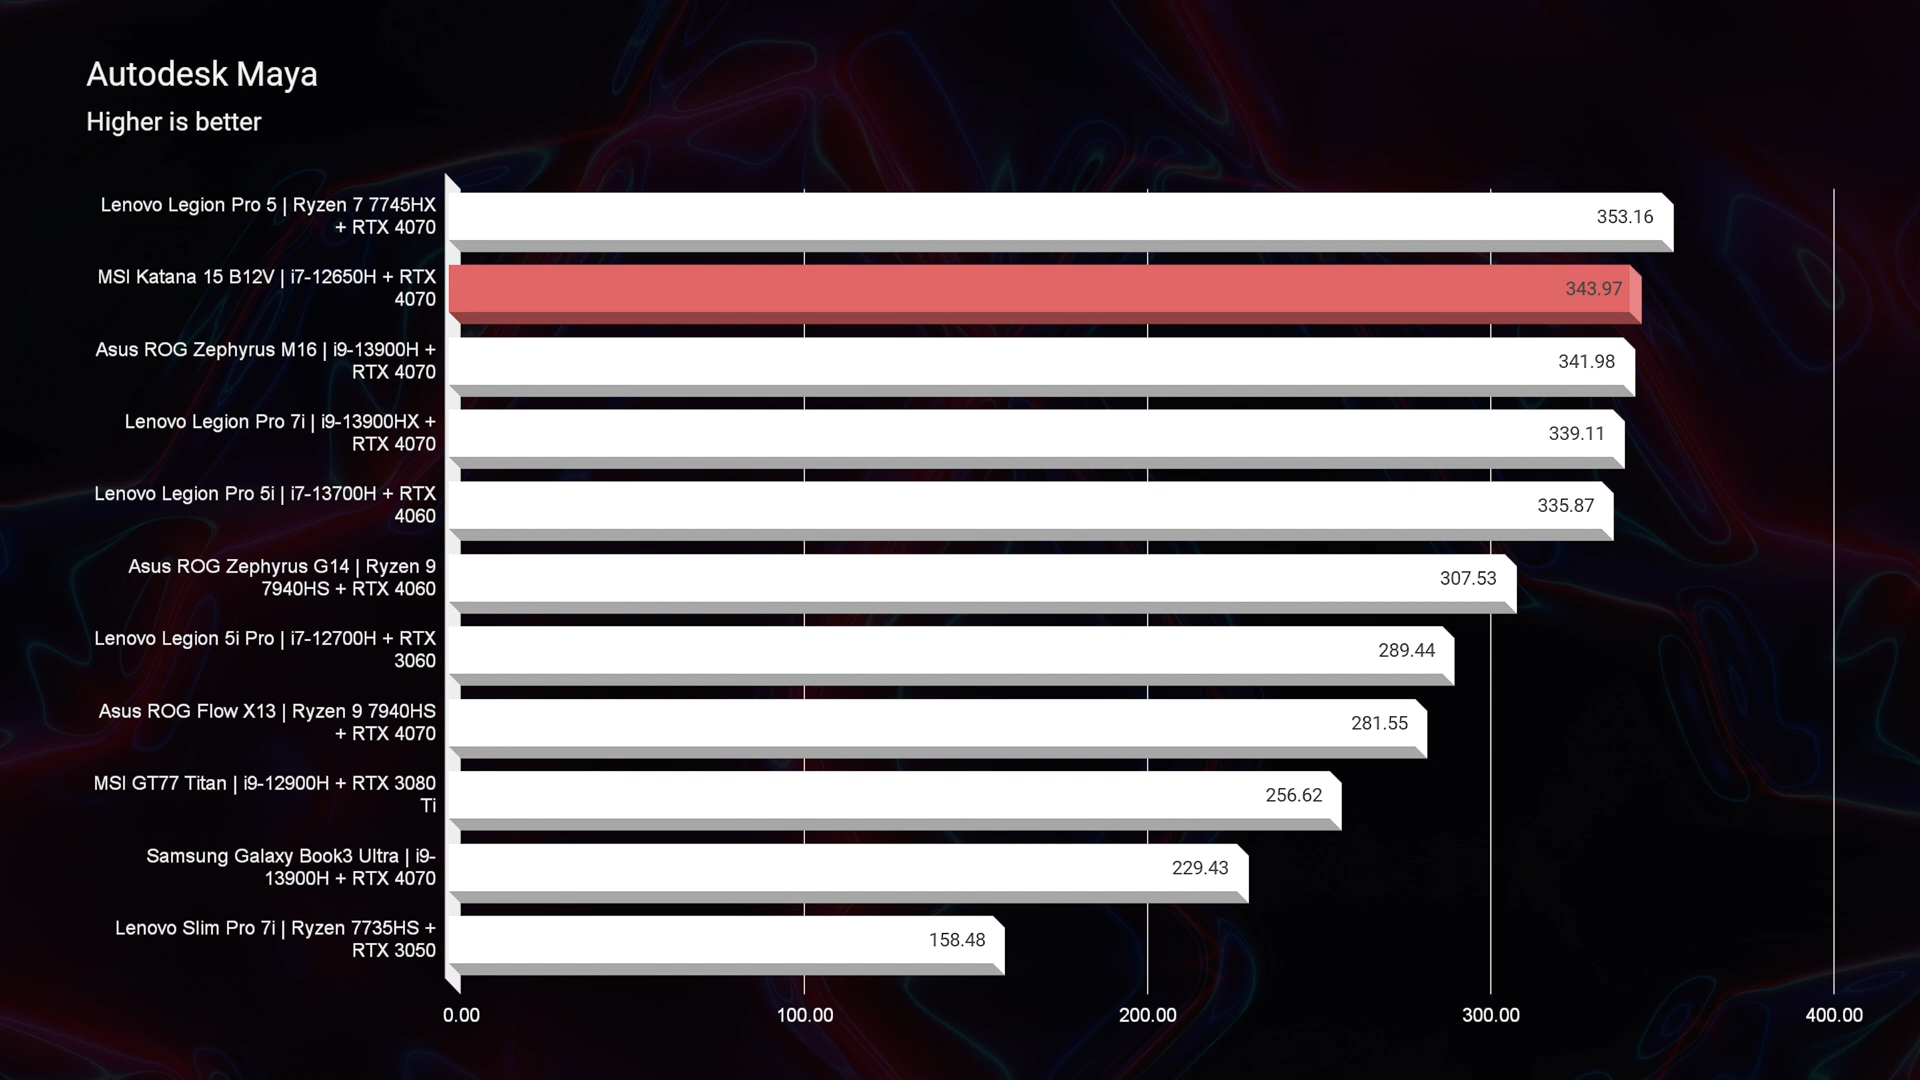 Autodesk Maya
Higher is better
Lenovo Legion Pro 5 | Ryzen 7 7745HX
+ RTX 4070
353.16
MSI Katana 15 B12V | i7-12650H + RTX
4070
343.97
Asus ROG Zephyrus M16 | i9-13900H +
RTX 4070
341.98
Lenovo Legion Pro 7i | i9-13900HX +
RTX 4070
339.11
Lenovo Legion Pro 5i | i7-13700H + RTX
4060
335.87
Asus ROG Zephyrus G14 | Ryzen 9
7940HS + RTX 4060
307.53
Lenovo Legion 5i Pro | i7-12700H + RTX
3060
289.44
Asus ROG Flow X13 | Ryzen 9 7940HS
+ RTX 4070
281.55
MSI GT77 Titan | i9-12900H + RTX 3080
Ti
256.62
Samsung Galaxy Book3 Ultra | i9-
13900H + RTX 4070
229.43
Lenovo Slim Pro 7i | Ryzen 7735HS +
RTX 3050
158.48
0.00 100.00 200.00 300.00 400.00